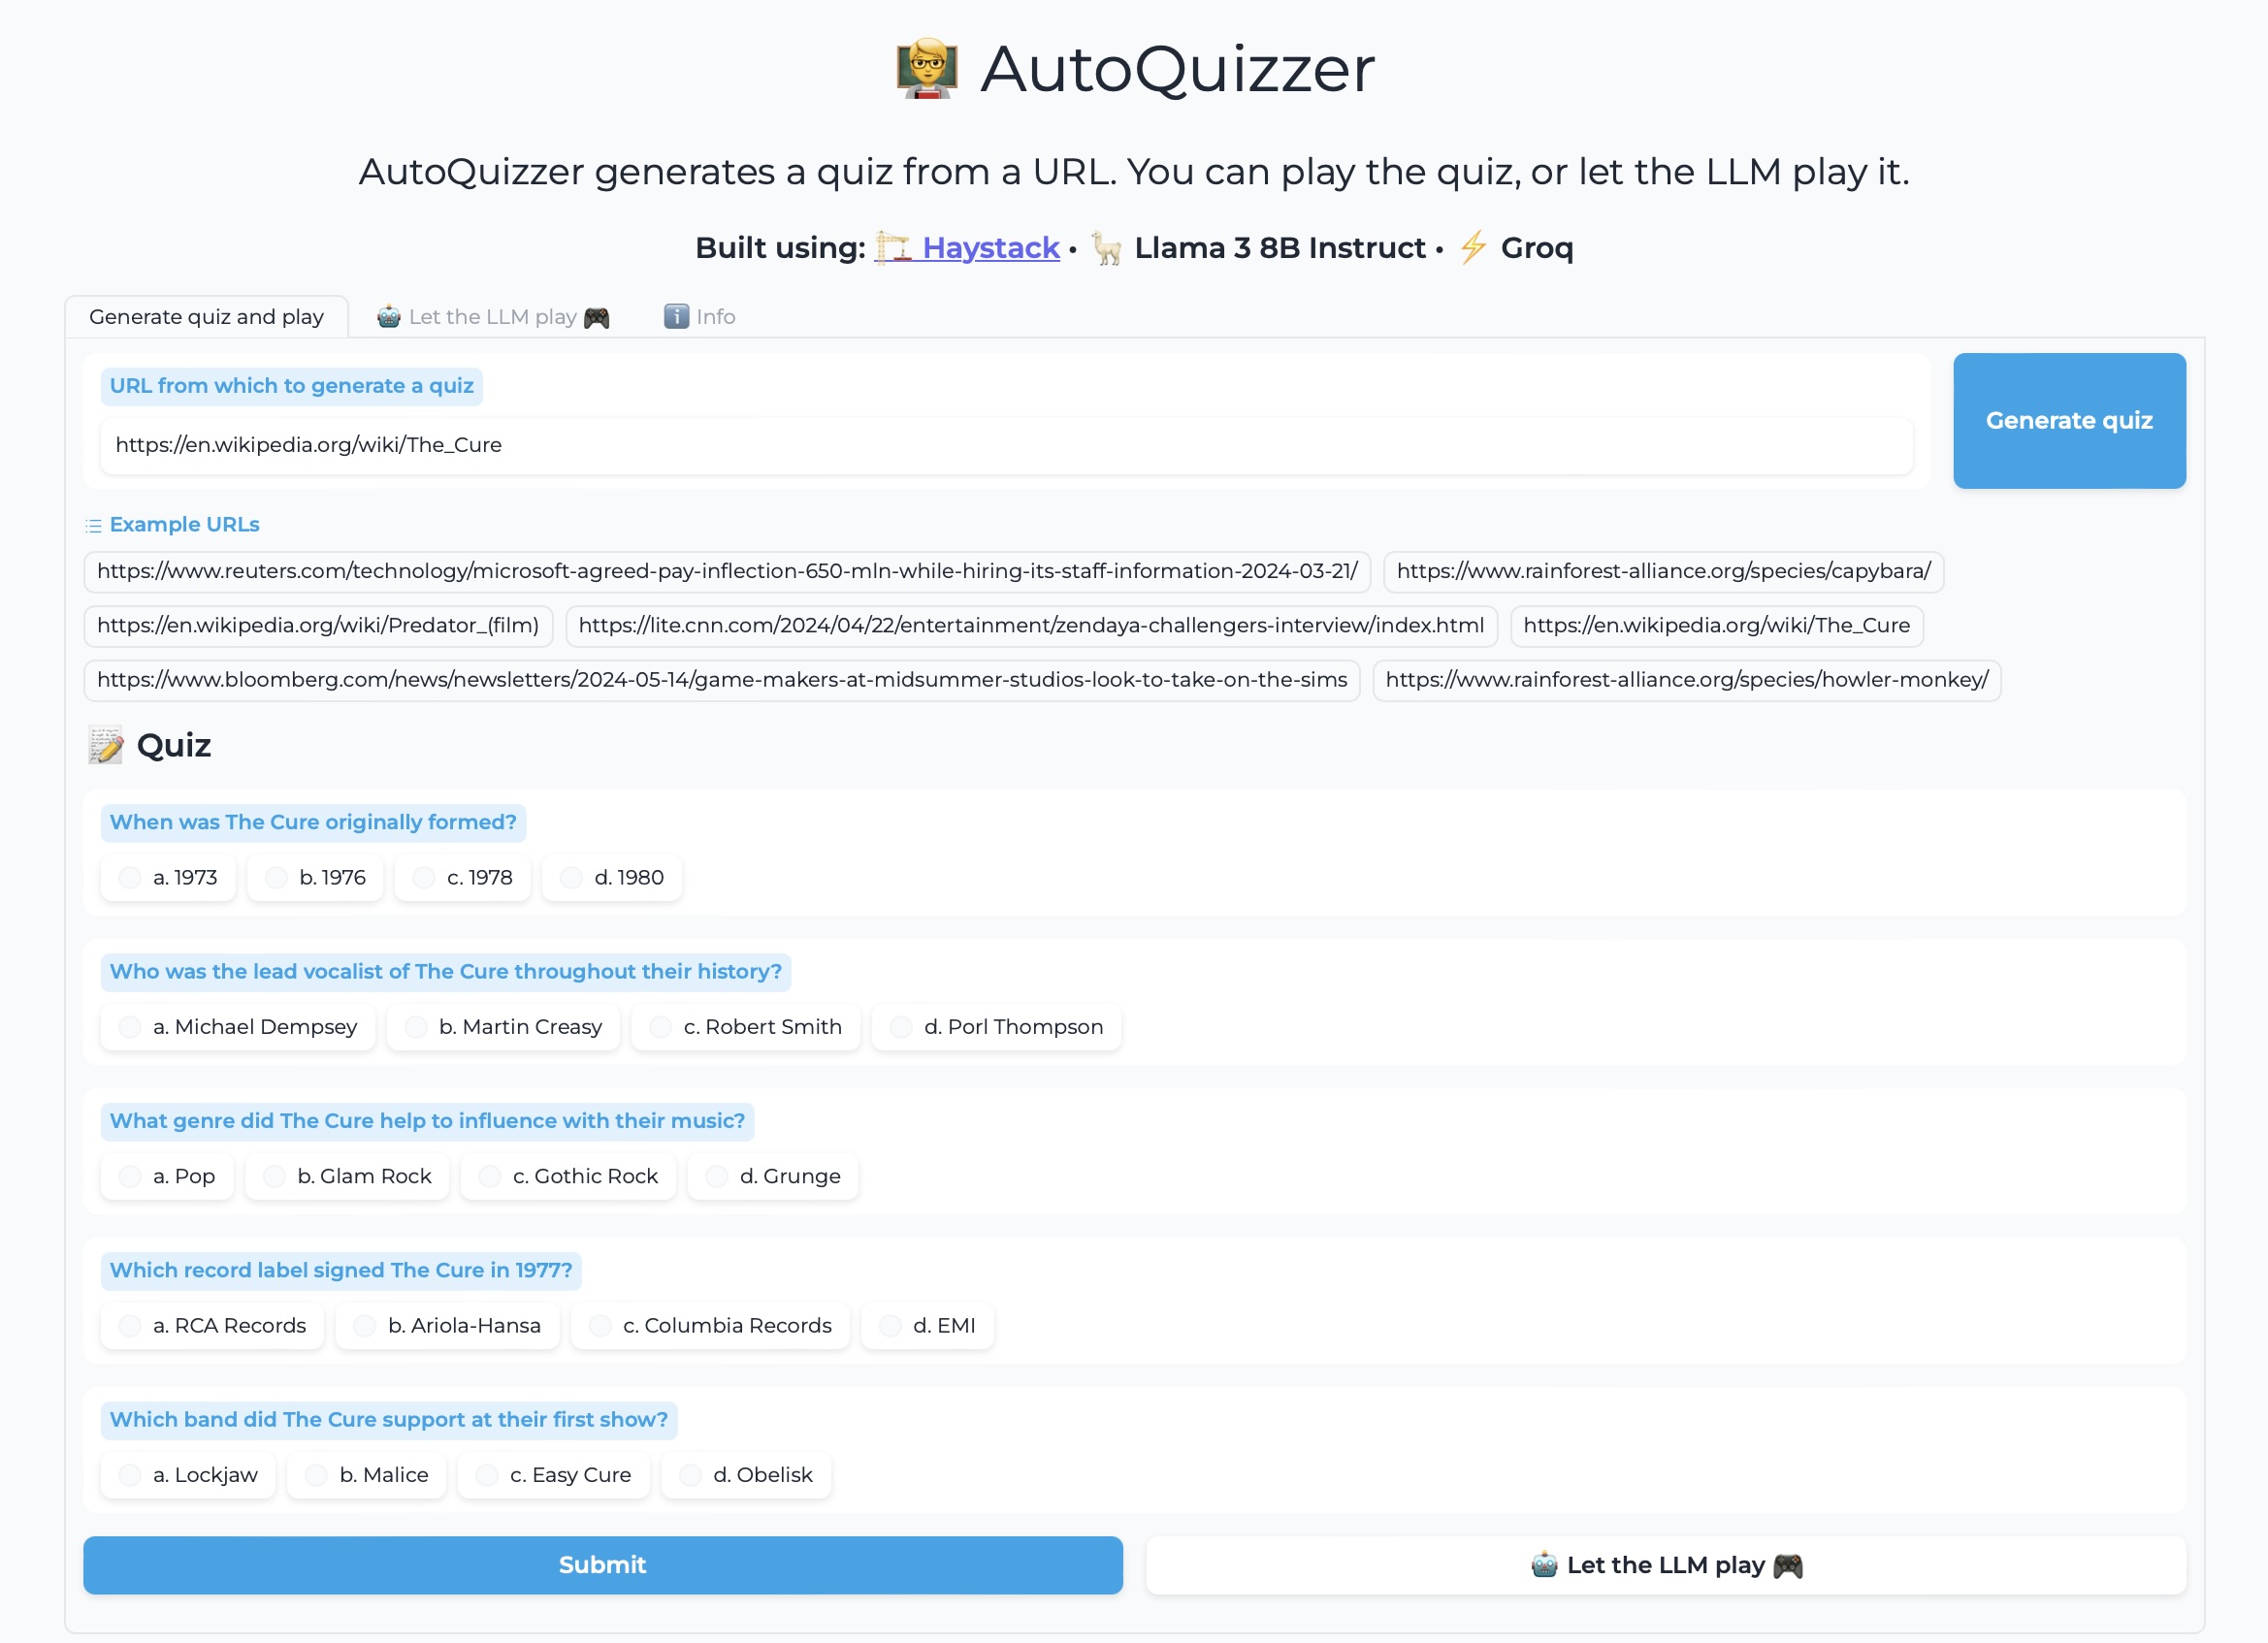 AutoQuizzer
AutoQuizzer generates a quiz from a URL. You can play the quiz, or let the LLM play it.
Built using: Haystack • Llama 3 8B Instruct • Groq
Generate quiz and play
Let the LLM play
Info
URL from which to generate a quiz
https://en.wikipedia.org/wiki/The_Cure
Generate quiz
Example URLs
https://www.reuters.com/technology/microsoft-agreed-pay-inflection-650-mln-while-hiring-its-staff-information-2024-03-21/
https://www.rainforest-alliance.org/species/capybara/
https://en.wikipedia.org/wiki/Predator_(film)
https://lite.cnn.com/2024/04/22/entertainment/zendaya-challengers-interview/index.html
https://en.wikipedia.org/wiki/The_Cure
https://www.bloomberg.com/news/newsletters/2024-05-14/game-makers-at-midsummer-studios-look-to-take-on-the-sims
https://www.rainforest-alliance.org/species/howler-monkey/
Quiz
When was The Cure originally formed?
a. 1973
b. 1976
c. 1978
d. 1980
Who was the lead vocalist of The Cure throughout their history?
a. Michael Dempsey
b. Martin Creasy
c. Robert Smith
d. Porl Thompson
What genre did The Cure help to influence with their music?
a. Pop
b. Glam Rock
c. Gothic Rock
d. Grunge
Which record label signed The Cure in 1977?
a. RCA Records
b. Ariola-Hansa
c. Columbia Records
d. EMI
Which band did The Cure support at their first show?
a. Lockjaw
b. Malice
c. Easy Cure
d. Obelisk
Submit
Let the LLM play